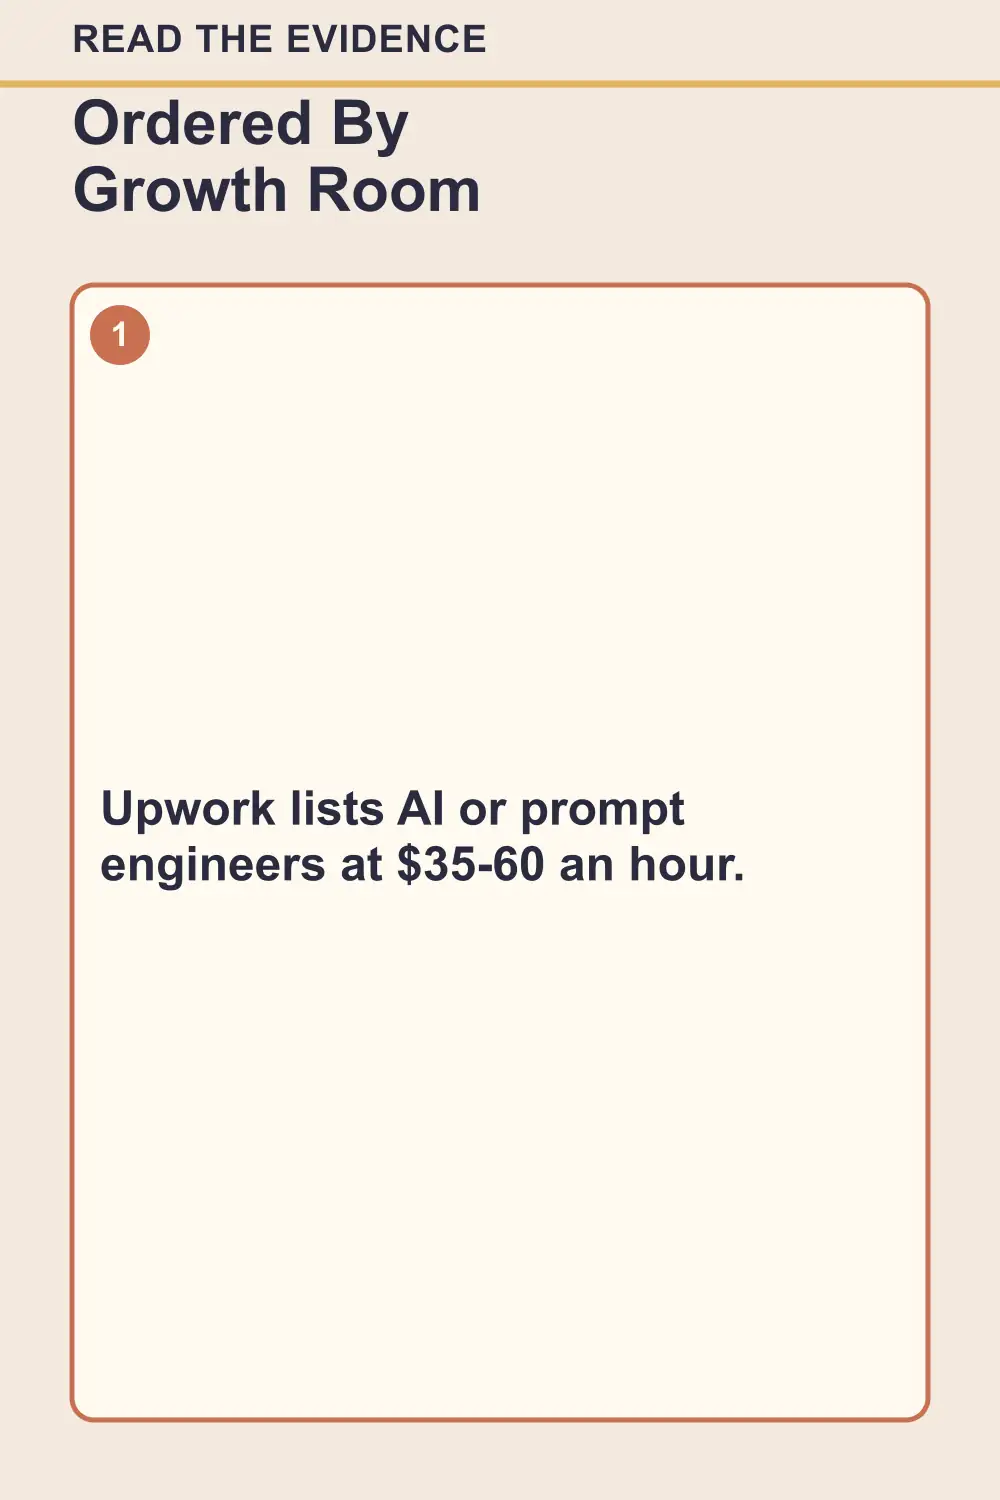 READ THE EVIDENCE
Ordered By
Growth Room
1
Upwork lists AI or prompt
engineers at $35-60 an hour.